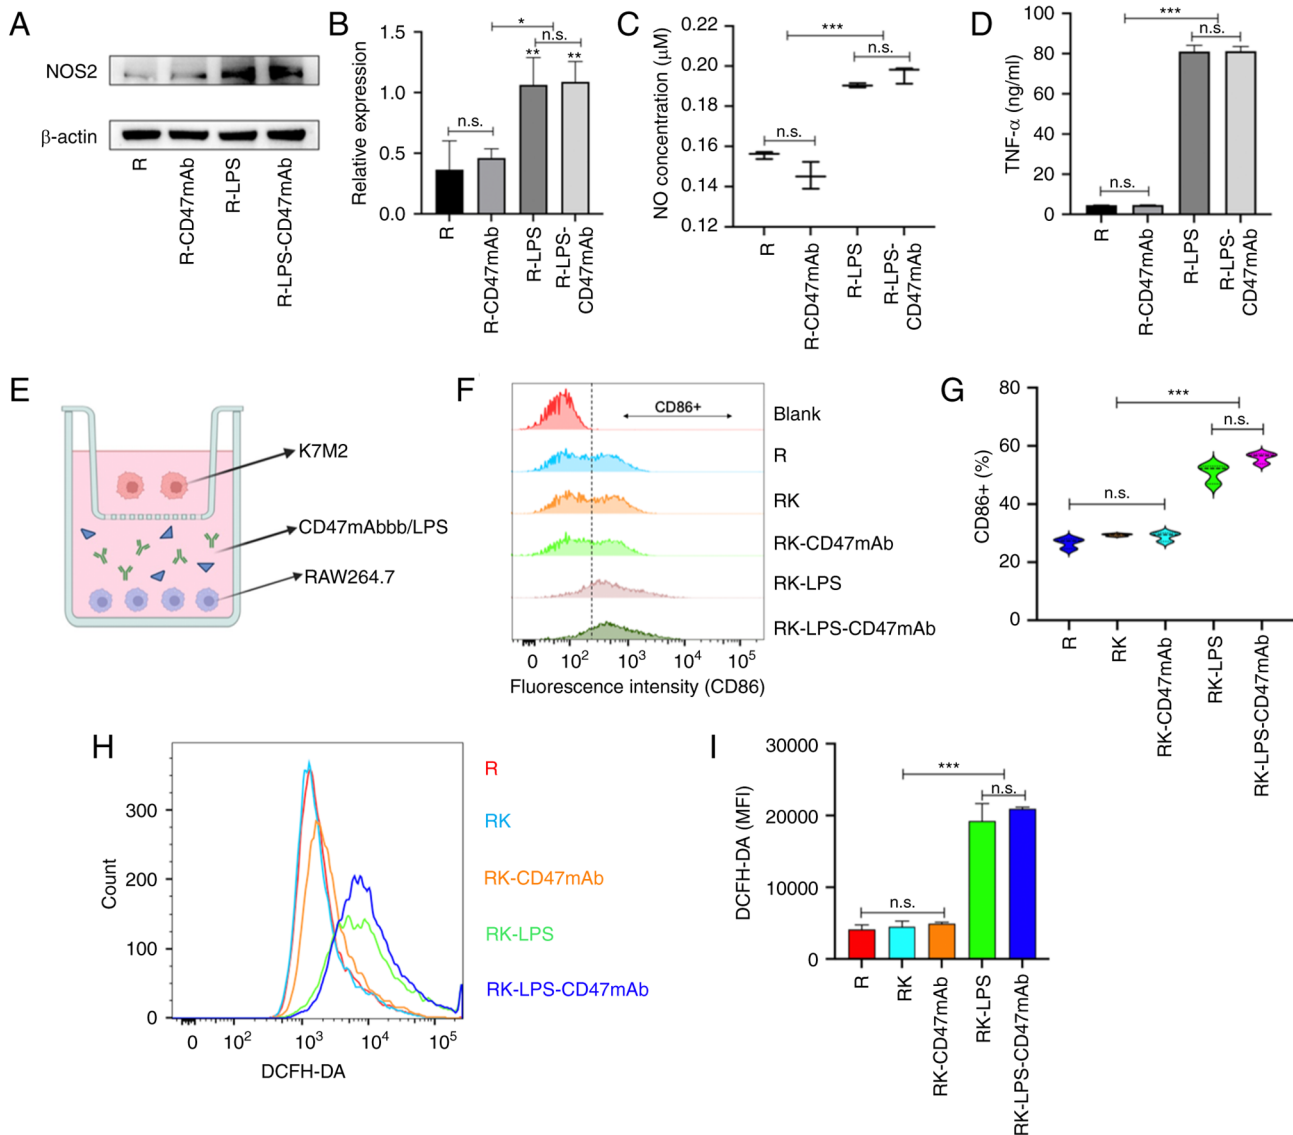 A
NOS2
β-actin
R
R-CD47mAb
R-LPS
R-LPS-CD47mAb
B
Relative expression
1.5
1.0
0.5
0.0
n.s.
*
n.s.
**
**
R
R-CD47mAb
R-LPS
R-LPS-
CD47mAb
C
NO concentration (μM)
0.22
0.20
0.18
0.16
0.14
0.12
n.s.
***
n.s.
R
R-CD47mAb
R-LPS
R-LPS-
CD47mAb
D
TNF-α (ng/ml)
100
80
60
40
20
0
n.s.
***
n.s.
R
R-CD47mAb
R-LPS
R-LPS-
CD47mAb
E
K7M2
CD47mAbbb/LPS
RAW264.7
F
CD86+
Blank
R
RK
RK-CD47mAb
RK-LPS
RK-LPS-CD47mAb
0 10² 10³ 10⁴ 10⁵
Fluorescence intensity (CD86)
G
CD86+ (%)
80
60
40
20
0
n.s.
***
n.s.
R
RK
RK-CD47mAb
RK-LPS
RK-LPS-CD47mAb
H
Count
300
200
100
0
0 10² 10³ 10⁴ 10⁵
DCFH-DA
R
RK
RK-CD47mAb
RK-LPS
RK-LPS-CD47mAb
I
DCFH-DA (MFI)
30000
20000
10000
0
n.s.
***
n.s.
R
RK
RK-CD47mAb
RK-LPS
RK-LPS-CD47mAb